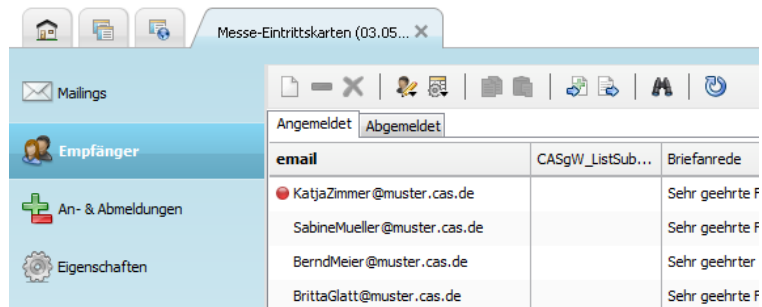 Messe-Eintrittskarten (03.05...
Mailings
Angemeldet Abgemeldet
Empfänger
email CASgW_ListSub... Briefanrede
KatjaZimmer@muster.cas.de Sehr geehrte F
An- & Abmeldungen
SabineMueller@muster.cas.de Sehr geehrte F
Eigenschaften
BerndMeier@muster.cas.de Sehr geehrter
BrittaGlatt@muster.cas.de Sehr geehrte F